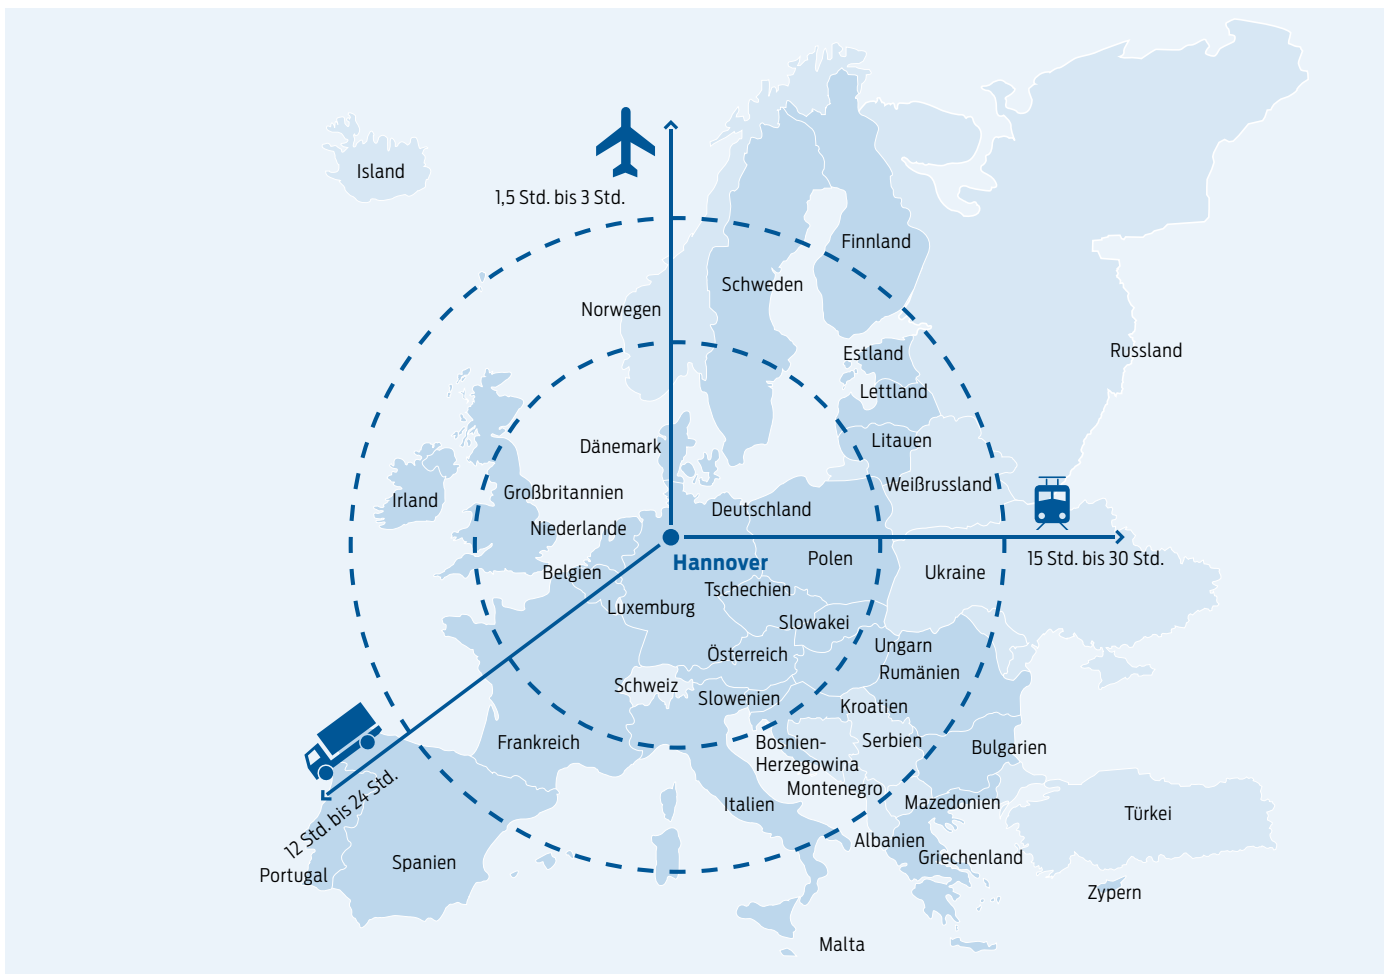 Island
1,5 Std. bis 3 Std.
Finnland
Schweden
Norwegen
Estland
Russland
Lettland
Litauen
Dänemark
Weißrussland
Großbritannien
Irland
Deutschland
Niederlande
Hannover
Polen
15 Std. bis 30 Std.
Belgien
Ukraine
Tschechien
Luxemburg
Slowakei
Ungarn
Österreich
Rumänien
Schweiz
Slowenien
Kroatien
Frankreich
Bosnien-
Herzegowina
Serbien
Bulgarien
Montenegro
Italien
Mazedonien
12 Std. bis 24 Std.
Türkei
Albanien
Griechenland
Spanien
Portugal
Zypern
Malta